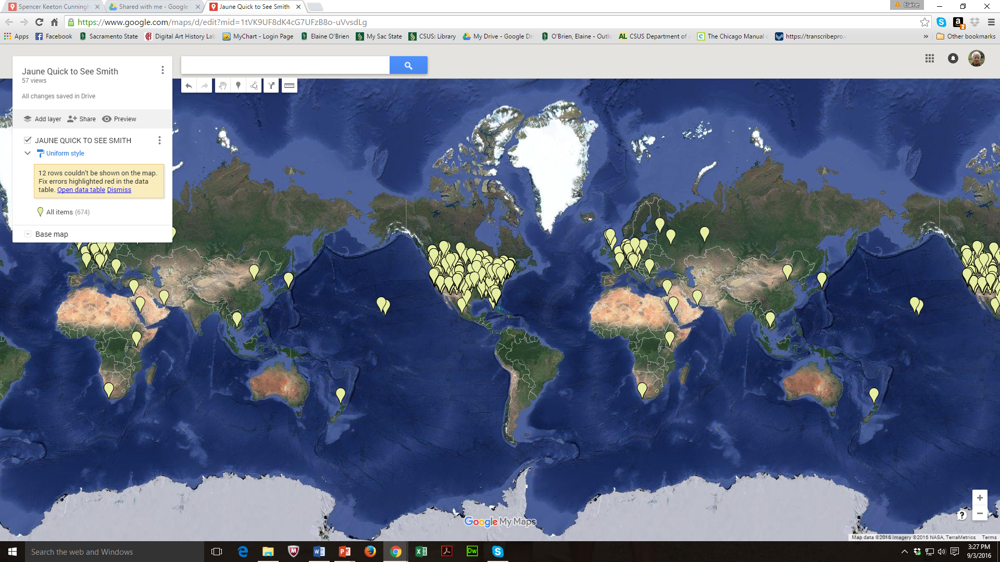 Spencer Keeton Cunningh
Shared with me - Google
Jaune Quick to See Smith
Elaine
https://www.google.com/maps/d/edit?mid=1tVK9UF8dK4cG7UFzB8o-uVvsdLg
2
Apps
Facebook
Sacramento State
Digital Art History Lab
MyChart - Login Page
Elaine O'Brien
My Sac State
CSUS: Library
My Drive - Google Dri
O'Brien, Elaine - Outlo
AL CSUS Department of
The Chicago Manual
https://transcribepro.
»
Other bookmarks
Jaune Quick to See Smith
57 views
All changes saved in Drive
Add layer
Share
Preview
JAUNE QUICK TO SEE SMITH
Uniform style
12 rows couldn't be shown on the map.
Fix errors highlighted red in the data
table. Open data table Dismiss
All items (674)
Base map
Google My Maps
+
?
−
Map data ©2016 Imagery ©2016 NASA, TerraMetrics
Terms
Search the web and Windows
Dw
3:27 PM
9/3/2016